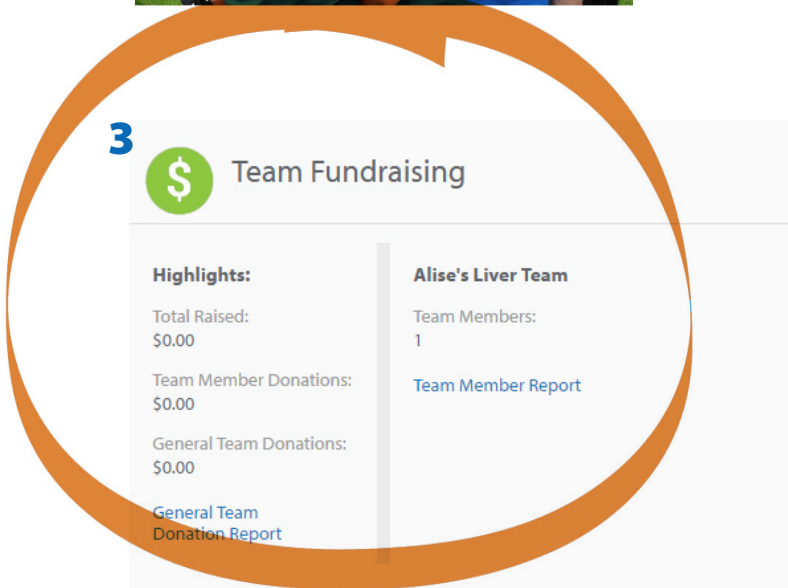 3
$
Team Fundraising
Highlights:
Total Raised:
$0.00
Team Member Donations:
$0.00
General Team Donations:
$0.00
General Team
Donation Report
Alise's Liver Team
Team Members:
1
Team Member Report